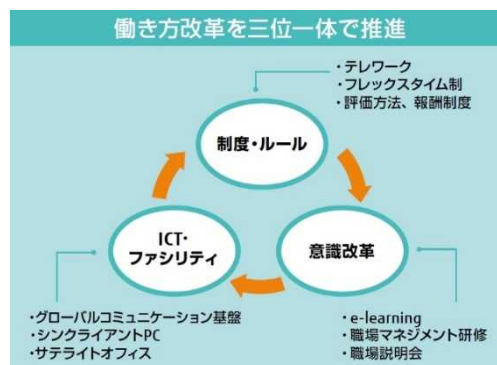 働き方改革を三位一体で推進
・テレワーク
・フレックスタイム制
・評価方法、報酬制度
制度・ルール
ICT・
ファシリティ
意識改革
・グローバルコミュニケーション基盤
・シンクライアントPC
・サテライトオフィス
・e-learning
・職場マネジメント研修
・職場説明会